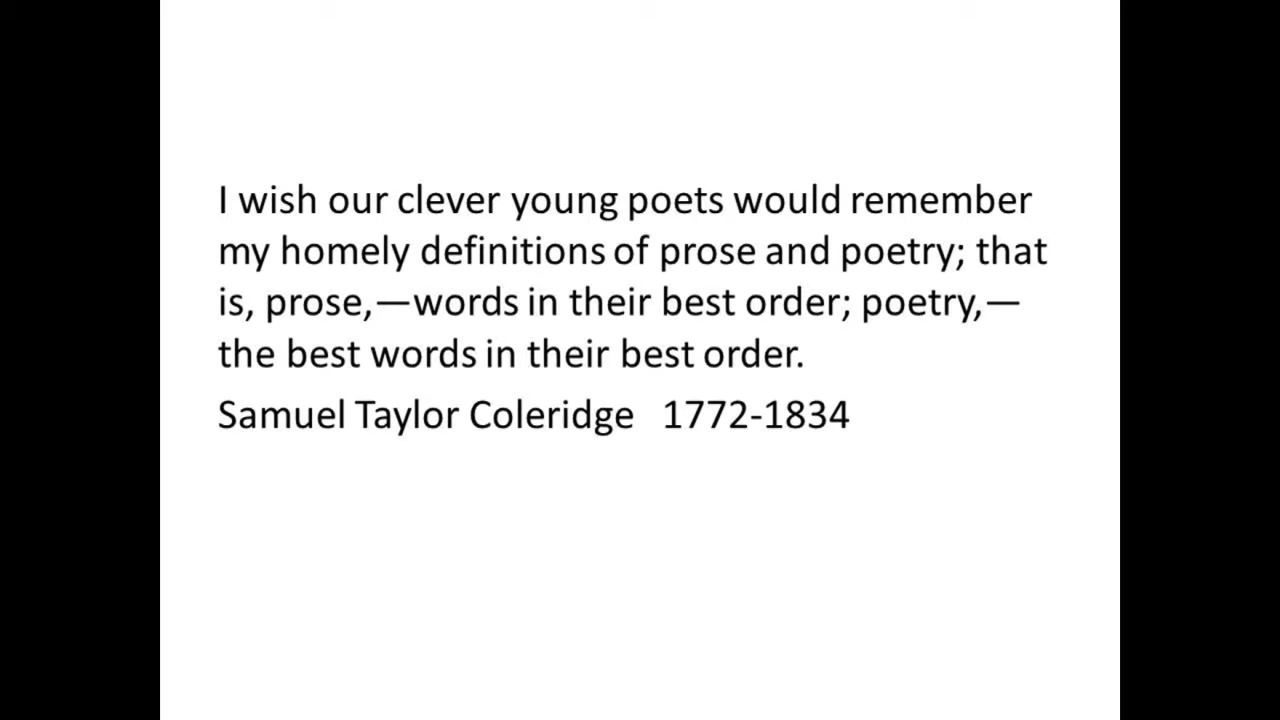 I wish our clever young poets would remember
my homely definitions of prose and poetry; that
is, prose,—words in their best order; poetry,—
the best words in their best order.
Samuel Taylor Coleridge   1772-1834